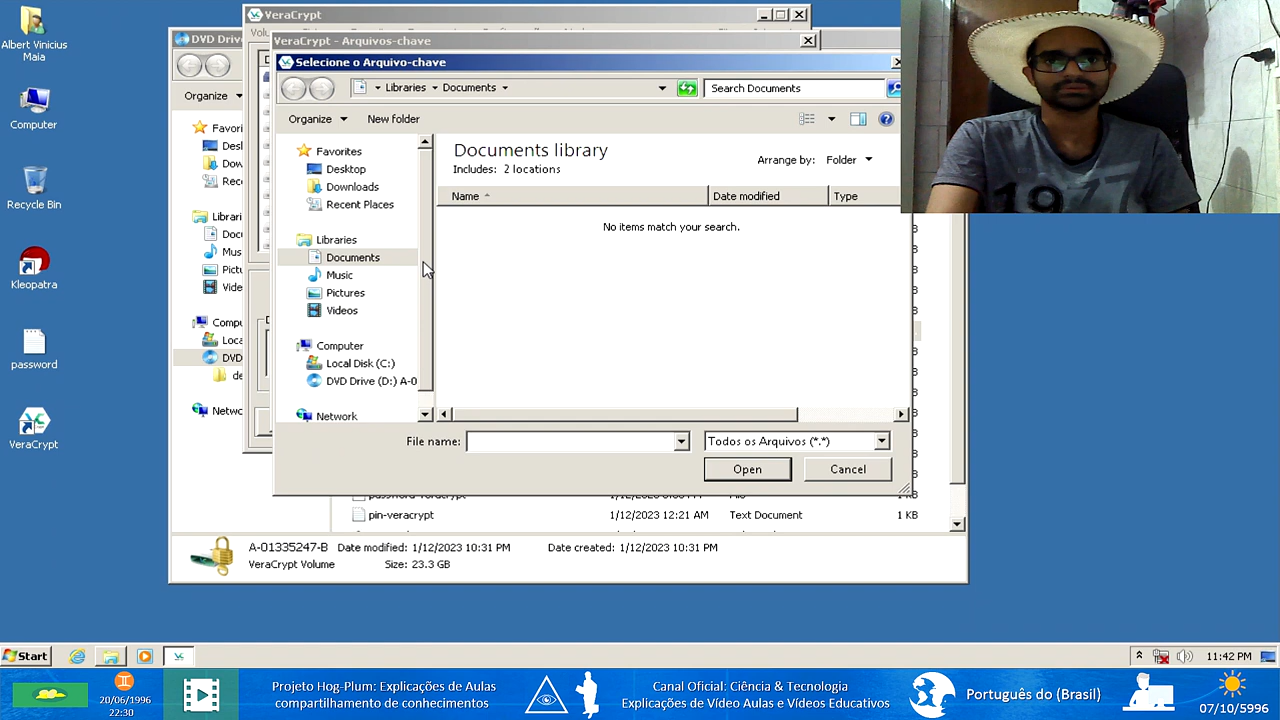 Albert Vinicius
Maia
Computer
Recycle Bin
Kleopatra
password
VeraCrypt
DVD Driv
Organize
Favori
Librari
Compu
DVD
Netwo
VeraCrypt
VeraCrypt - Arquivos-chave
Selecione o Arquivo-chave
Libraries
Documents
Search Documents
Organize
New folder
Favorites
Desktop
Downloads
Recent Places
Libraries
Documents
Music
Pictures
Videos
Computer
Local Disk (C:)
DVD Drive (D:) A-0
Network
Documents library
Includes: 2 locations
Arrange by: Folder
Name Date modified Type
No items match your search.
File name:
Todos os Arquivos (*.*)
Open Cancel
pin-veracrypt 1/12/2023 12:21 AM Text Document 1 KB
A-01335247-B Date modified: 1/12/2023 10:31 PM Date created: 1/12/2023 10:31 PM
VeraCrypt Volume Size: 23.3 GB
19
Start
11:42 PM
20/06/1996
22:30
Projeto Hog-Plum: Explicações de Aulas
compartilhamento de conhecimentos
Canal Oficial: Ciência & Tecnologia
Explicações de Vídeo Aulas e Vídeos Educativos
Português do (Brasil)
07/10/5996